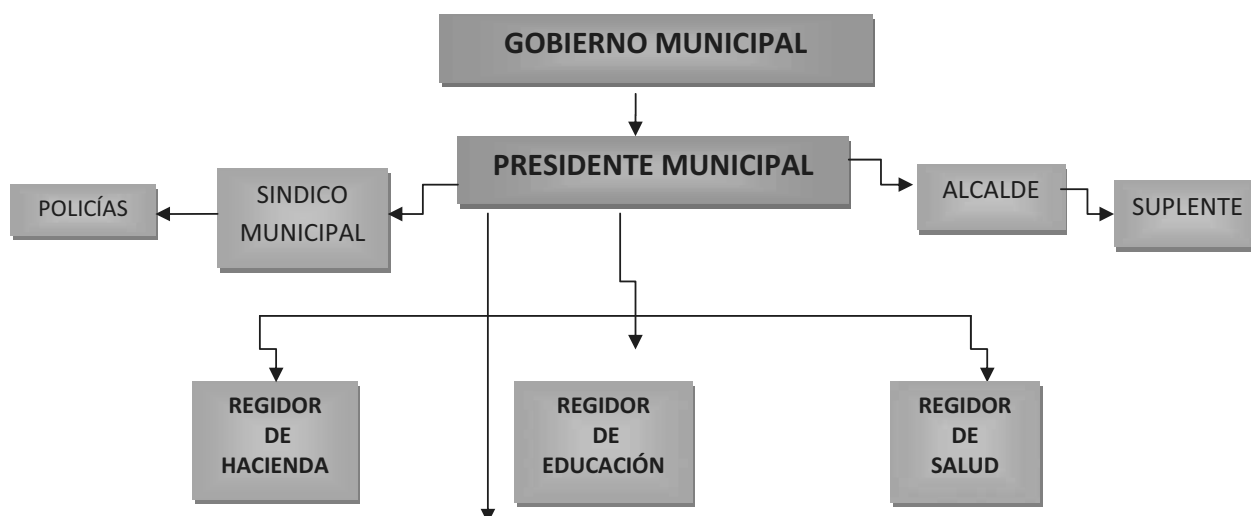 GOBIERNO MUNICIPAL
PRESIDENTE MUNICIPAL
POLICÍAS
SINDICO
MUNICIPAL
ALCALDE
SUPLENTE
REGIDOR
DE
HACIENDA
REGIDOR
DE
EDUCACIÓN
REGIDOR
DE
SALUD